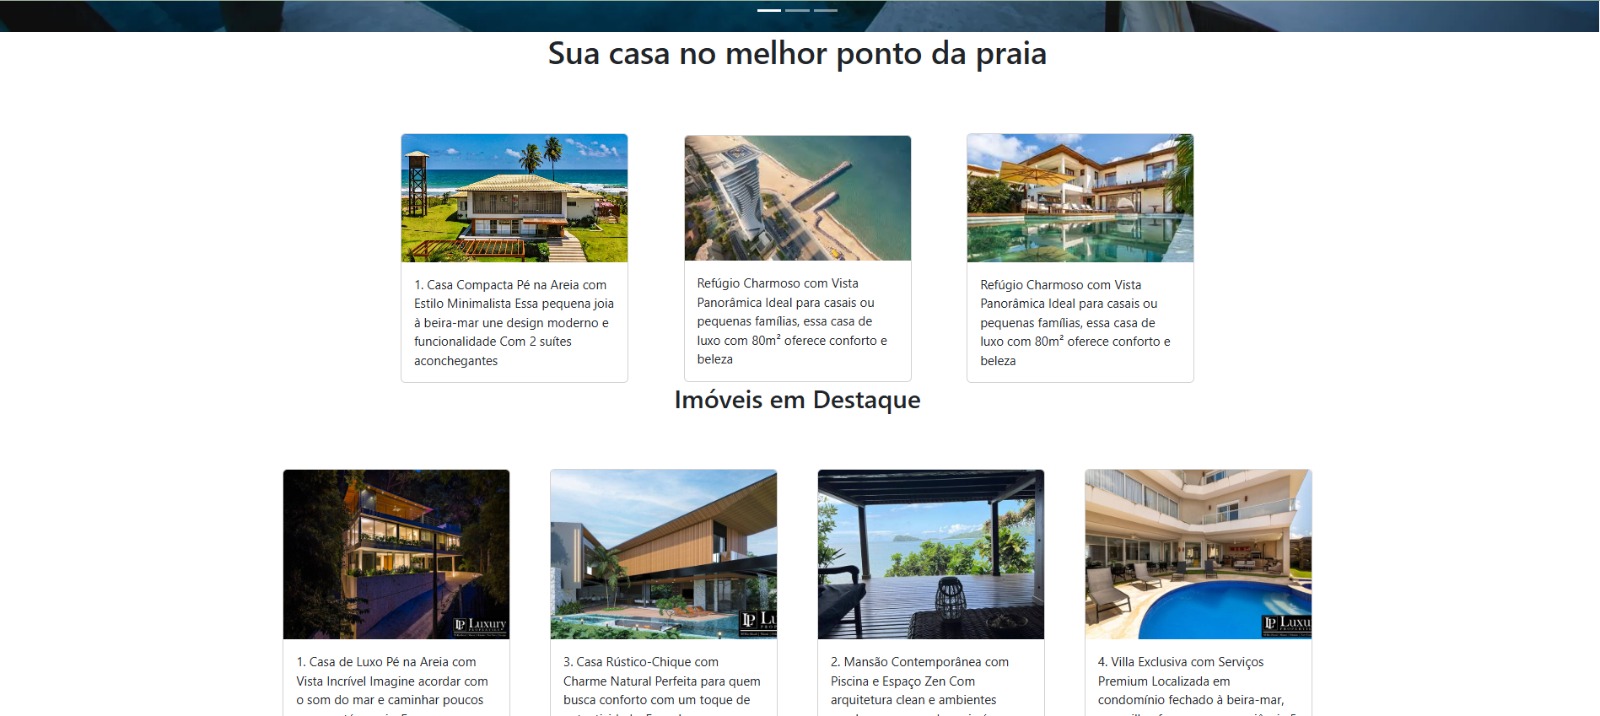 Sua casa no melhor ponto da praia
1. Casa Compacta Pé na Areia com
Estilo Minimalista Essa pequena joia
à beira-mar une design moderno e
funcionalidade Com 2 suítes
aconchegantes
Refúgio Charmoso com Vista
Panorâmica Ideal para casais ou
pequenas famílias, essa casa de
luxo com 80m² oferece conforto e
beleza
Refúgio Charmoso com Vista
Panorâmica Ideal para casais ou
pequenas famílias, essa casa de
luxo com 80m² oferece conforto e
beleza
Imóveis em Destaque
LP Luxury
PROPERTIES
LP Lu
LP Luxu
1. Casa de Luxo Pé na Areia com
Vista Incrível Imagine acordar com
o som do mar e caminhar poucos
3. Casa Rústico-Chique com
Charme Natural Perfeita para quem
busca conforto com um toque de
2. Mansão Contemporânea com
Piscina e Espaço Zen Com
arquitetura clean e ambientes
4. Villa Exclusiva com Serviços
Premium Localizada em
condomínio fechado à beira-mar,